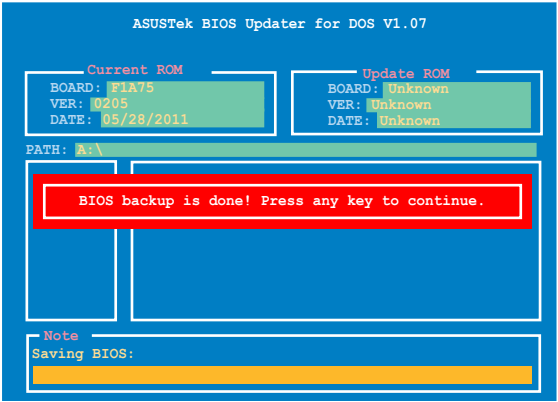 ASUSTek BIOS Updater for DOS V1.07
Current ROM
BOARD: F1A75
VER: 0205
DATE: 05/28/2011
Update ROM
BOARD: Unknown
VER: Unknown
DATE: Unknown
PATH: A:\
BIOS backup is done! Press any key to continue.
Note
Saving BIOS: